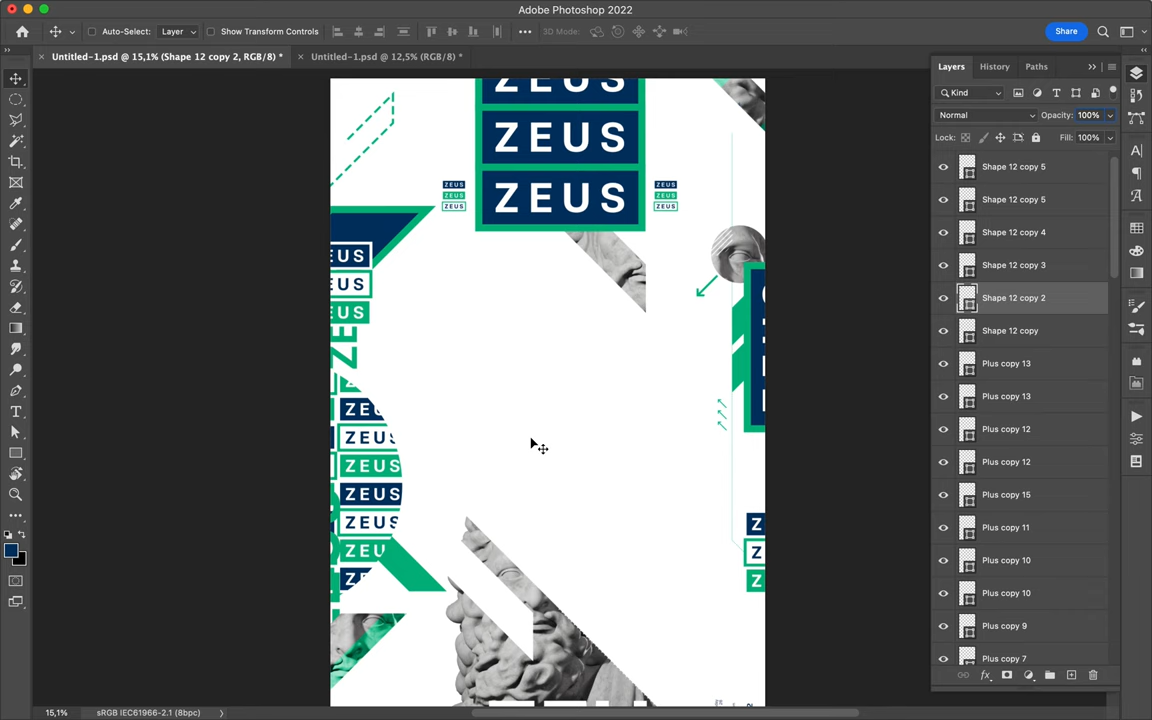 Adobe Photoshop 2022
Auto-Select: Layer Show Transform Controls 3D Mode: Share
Untitled-1.psd @ 15,1% (Shape 12 copy 2, RGB/8) * Untitled-1.psd @ 12,5% (RGB/8) *
Layers History Paths
Kind
Normal Opacity: 100%
Lock: Fill: 100%
Shape 12 copy 5
Shape 12 copy 5
Shape 12 copy 4
Shape 12 copy 3
Shape 12 copy 2
Shape 12 copy
Plus copy 13
Plus copy 13
Plus copy 12
Plus copy 12
Plus copy 15
Plus copy 11
Plus copy 10
Plus copy 10
Plus copy 9
Plus copy 7
ZEUS
ZEUS
ZEUS
ZEUS
ZEUS
ZEUS
ZEUS
ZEUS
ZEUS
EUS
EUS
EUS
ZE
ZEU
ZEUS
ZEUS
ZEUS
ZEUS
ZEU
ZE
Z
Z
Z
15,1% sRGB IEC61966-2.1 (8bpc)